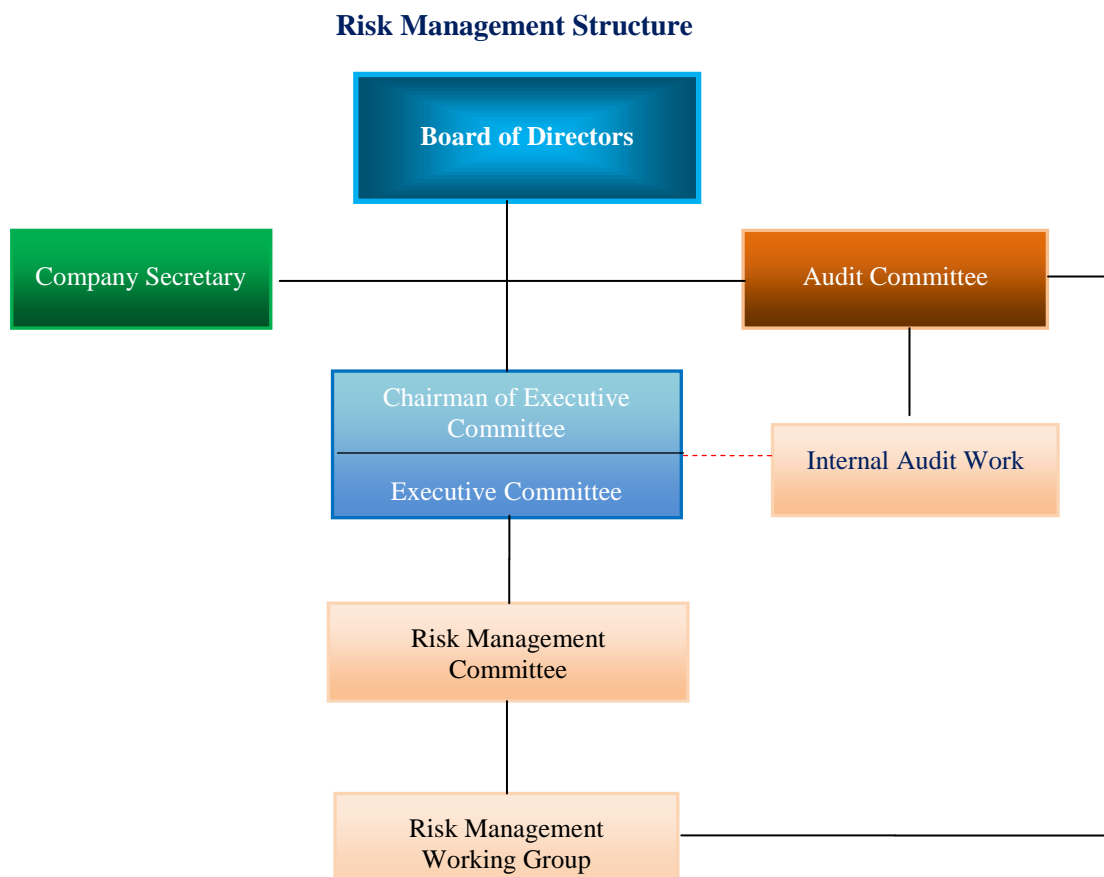 Risk Management Structure
Board of Directors
Company Secretary
Audit Committee
Chairman of Executive
Committee
Executive Committee
Internal Audit Work
Risk Management
Committee
Risk Management
Working Group